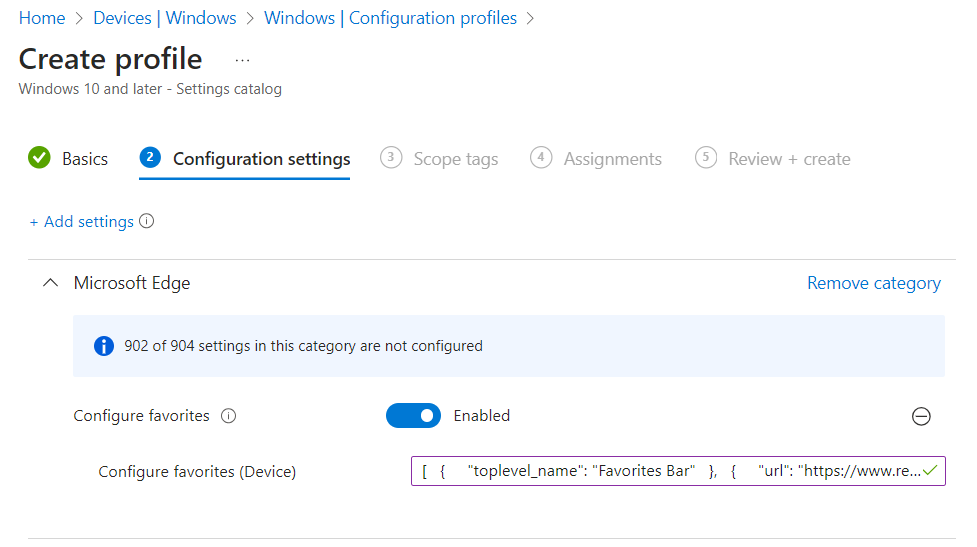 Home > Devices | Windows > Windows | Configuration profiles >
Create profile ...
Windows 10 and later - Settings catalog
Basics 2 Configuration settings 3 Scope tags 4 Assignments 5 Review + create
+ Add settings
Microsoft Edge Remove category
902 of 904 settings in this category are not configured
Configure favorites Enabled
Configure favorites (Device) [ { "toplevel_name": "Favorites Bar" }, { "url": "https://www.re...